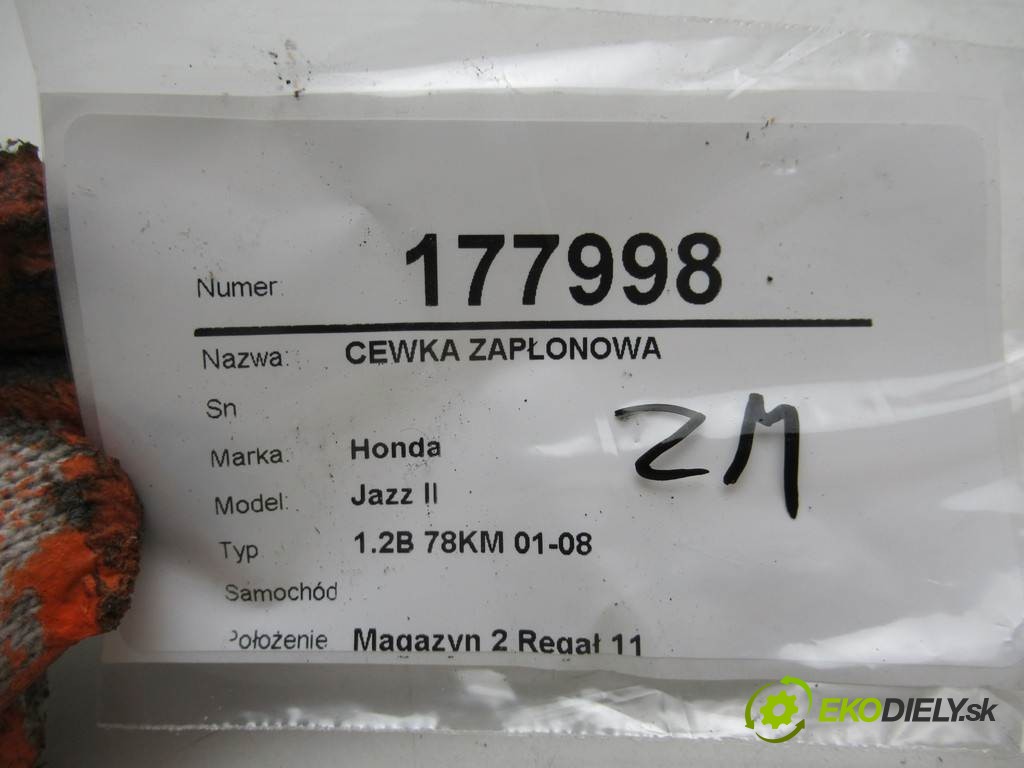 Numer: 177998
Nazwa: CEWKA ZAPŁONOWA
Sn
Marka: Honda
Model: Jazz II
Typ 1.2B 78KM 01-08
Samochód
Położenie Magazyn 2 Regał 11
ZM
EKODIELY.sk